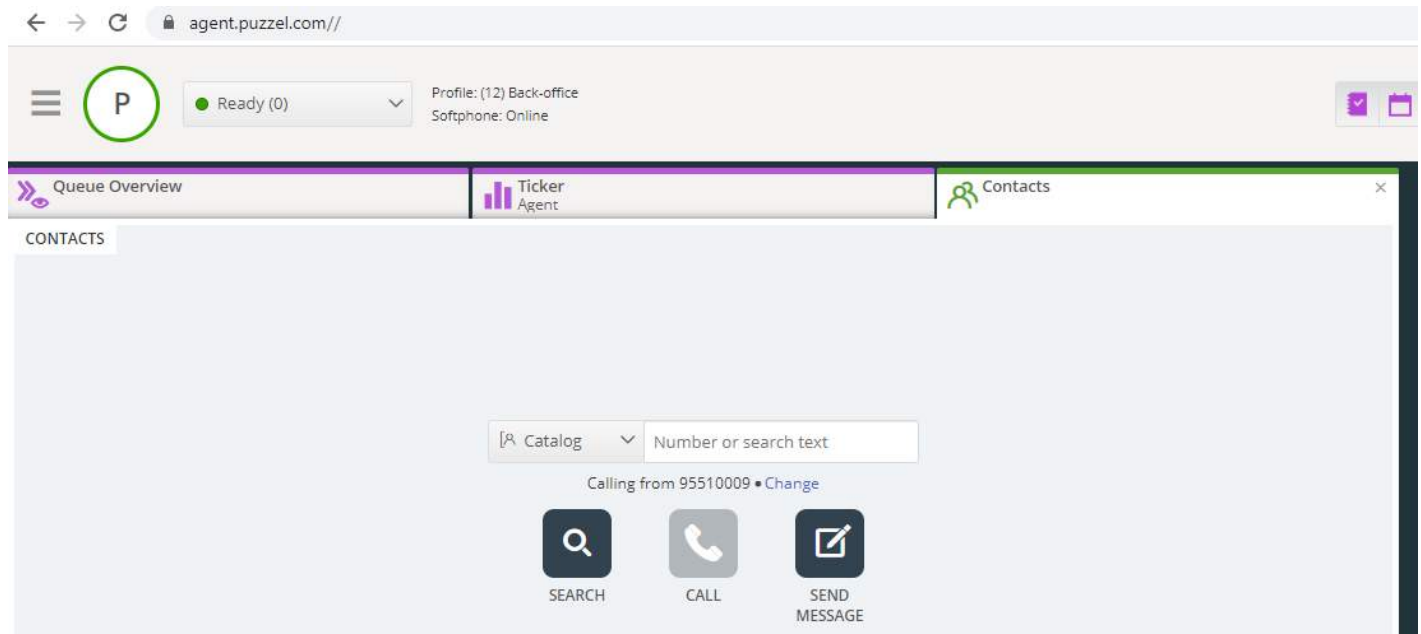 agent.puzzel.com//
P
Ready (0)
Profile: (12) Back-office
Softphone: Online
Queue Overview
Ticker
Agent
Contacts
CONTACTS
Catalog
Number or search text
Calling from 95510009 • Change
SEARCH
CALL
SEND
MESSAGE